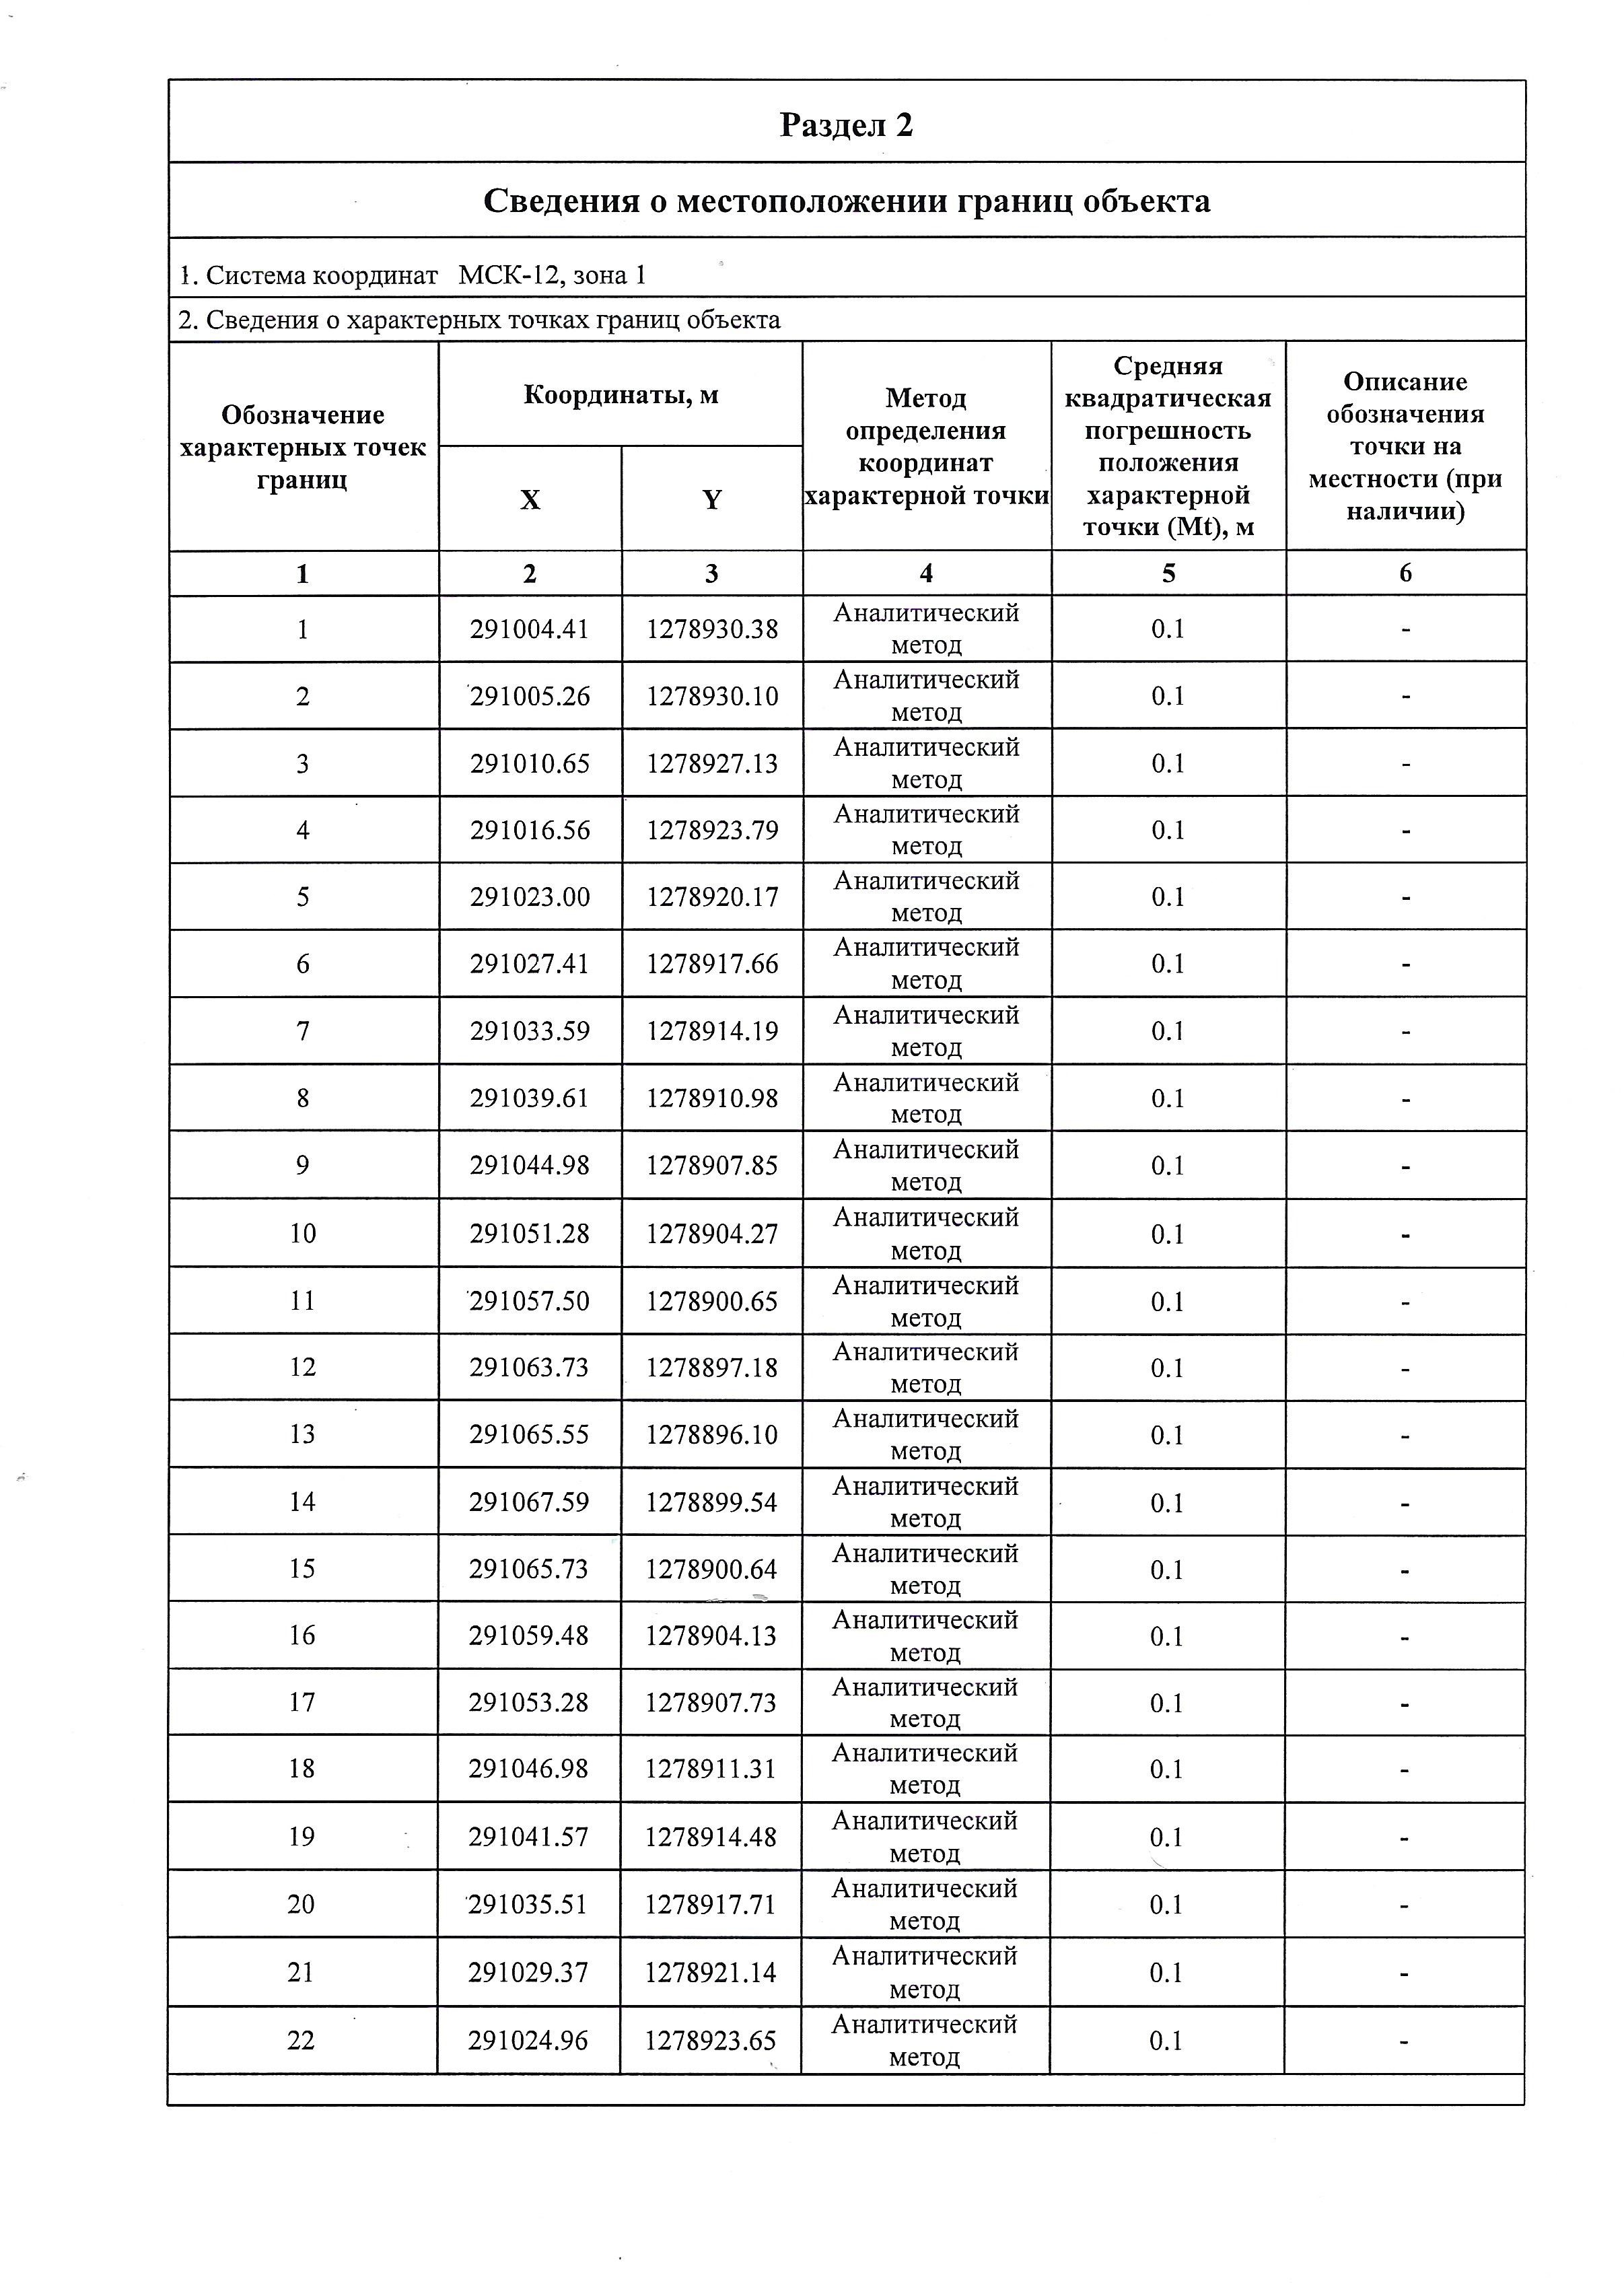 Раздел 2
Сведения о местоположении границ объекта
1. Система координат МСК-12, зона 1
2. Сведения о характерных точках границ объекта
Обозначение характерных точек границ
Координаты, м
X
Y
Метод определения координат характерной точки
Средняя квадратическая погрешность положения характерной точки (Mt), м
Описание обозначения точки на местности (при наличии)
1 2 3 4 5 6
1 291004.41 1278930.38 Аналитический метод 0.1 -
2 291005.26 1278930.10 Аналитический метод 0.1 -
3 291010.65 1278927.13 Аналитический метод 0.1 -
4 291016.56 1278923.79 Аналитический метод 0.1 -
5 291023.00 1278920.17 Аналитический метод 0.1 -
6 291027.41 1278917.66 Аналитический метод 0.1 -
7 291033.59 1278914.19 Аналитический метод 0.1 -
8 291039.61 1278910.98 Аналитический метод 0.1 -
9 291044.98 1278907.85 Аналитический метод 0.1 -
10 291051.28 1278904.27 Аналитический метод 0.1 -
11 291057.50 1278900.65 Аналитический метод 0.1 -
12 291063.73 1278897.18 Аналитический метод 0.1 -
13 291065.55 1278896.10 Аналитический метод 0.1 -
14 291067.59 1278899.54 Аналитический метод 0.1 -
15 291065.73 1278900.64 Аналитический метод 0.1 -
16 291059.48 1278904.13 Аналитический метод 0.1 -
17 291053.28 1278907.73 Аналитический метод 0.1 -
18 291046.98 1278911.31 Аналитический метод 0.1 -
19 291041.57 1278914.48 Аналитический метод 0.1 -
20 291035.51 1278917.71 Аналитический метод 0.1 -
21 291029.37 1278921.14 Аналитический метод 0.1 -
22 291024.96 1278923.65 Аналитический метод 0.1 -